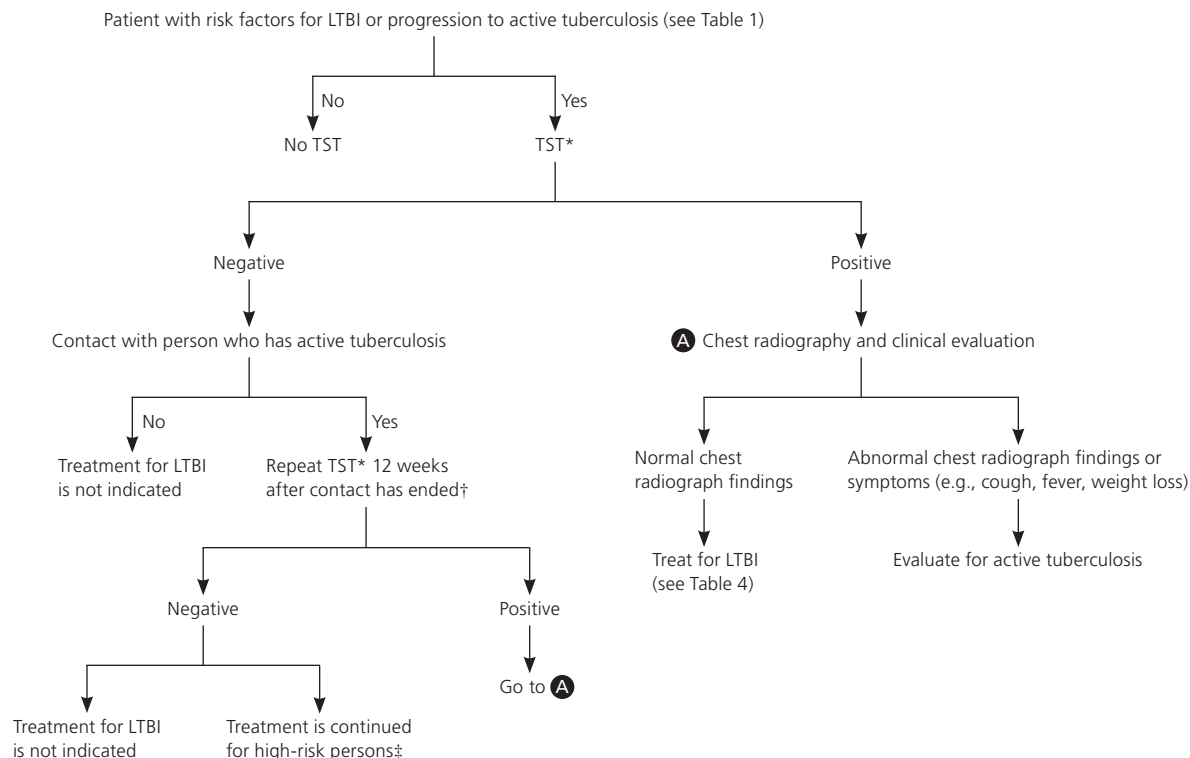 Patient with risk factors for LTBI or progression to active tuberculosis (see Table 1)
No
Yes
No TST
TST*
Negative
Positive
Contact with person who has active tuberculosis
A Chest radiography and clinical evaluation
No
Yes
Treatment for LTBI
is not indicated
Repeat TST* 12 weeks
after contact has ended†
Normal chest
radiograph findings
Abnormal chest radiograph findings or
symptoms (e.g., cough, fever, weight loss)
Treat for LTBI
(see Table 4)
Evaluate for active tuberculosis
Negative
Positive
Go to A
Treatment for LTBI
is not indicated
Treatment is continued
for high-risk persons‡